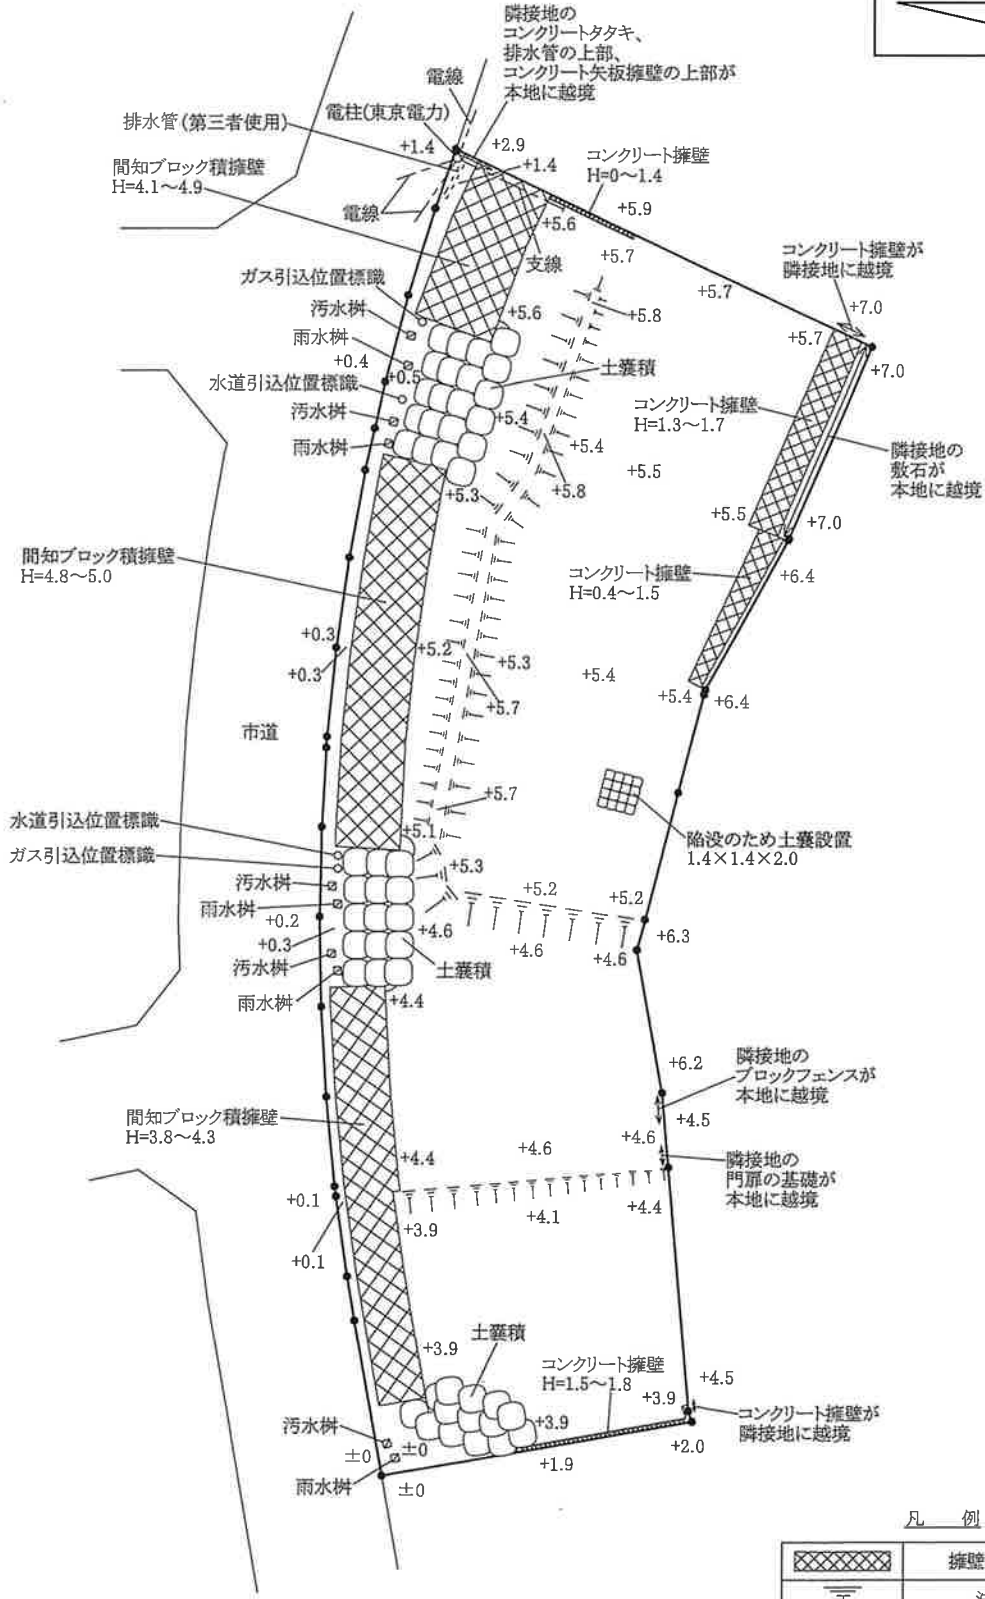 隣接地の
コンクリートタタキ、
排水管の上部、
コンクリート矢板擁壁の上部が
本地に越境
電線
電柱(東京電力)
排水管(第三者使用)
+1.4
+2.9
+1.4
コンクリート擁壁
H=0～1.4
間知ブロック積擁壁
H=4.1～4.9
電線
+5.9
+5.6
+5.7
支線
コンクリート擁壁が
隣接地に越境
ガス引込位置標識
+5.7
+7.0
汚水桝
+5.6
+5.8
+5.7
雨水桝
+0.4
+0.5
土嚢積
+7.0
水道引込位置標識
コンクリート擁壁
H=1.3～1.7
汚水桝
+5.4
雨水桝
+5.4
隣接地の
敷石が
本地に越境
+5.5
+5.3
+5.8
+5.5
+7.0
間知ブロック積擁壁
H=4.8～5.0
コンクリート擁壁
H=0.4～1.5
+6.4
+0.3
+5.2
+5.3
+0.3
+5.4
+5.4
+6.4
+5.7
市道
+5.7
水道引込位置標識
+5.1
陥没のため土嚢設置
1.4×1.4×2.0
ガス引込位置標識
+5.3
汚水桝
+5.2
+5.2
雨水桝
+0.2
+4.6
+0.3
+4.6
+4.6
+6.3
汚水桝
土嚢積
雨水桝
+4.4
隣接地の
ブロックフェンスが
本地に越境
+6.2
間知ブロック積擁壁
H=3.8～4.3
+4.5
+4.6
+4.6
+4.4
隣接地の
門扉の基礎が
本地に越境
+0.1
+3.9
+4.1
+4.4
+0.1
土嚢積
+3.9
コンクリート擁壁
H=1.5～1.8
+4.5
+3.9
コンクリート擁壁が
隣接地に越境
汚水桝
+3.9
±0
±0
+2.0
+1.9
雨水桝
±0
凡例
擁壁